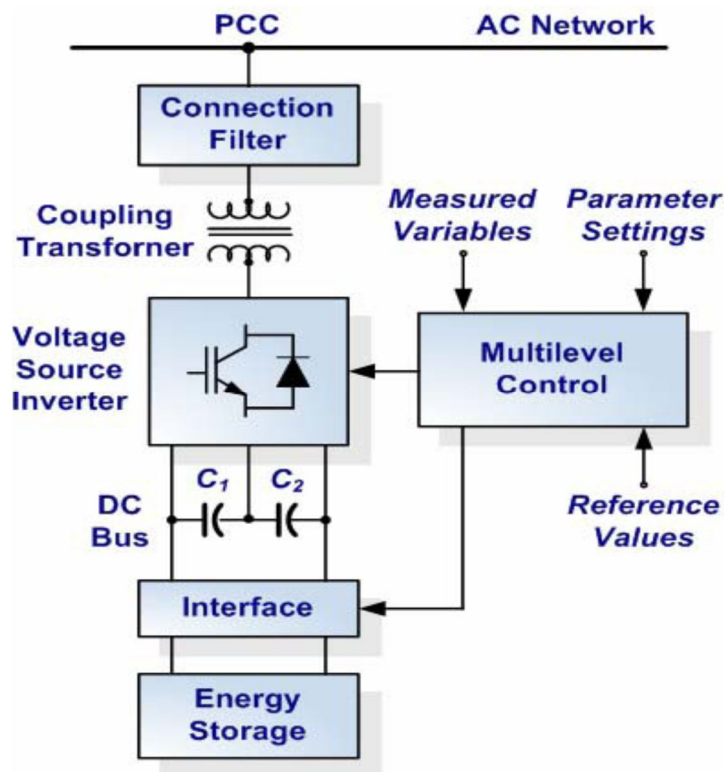 PCC
AC Network
Connection
Filter
Coupling
Transforner
Measured
Variables
Parameter
Settings
Voltage
Source
Inverter
Multilevel
Control
C1
C2
DC
Bus
Reference
Values
Interface
Energy
Storage